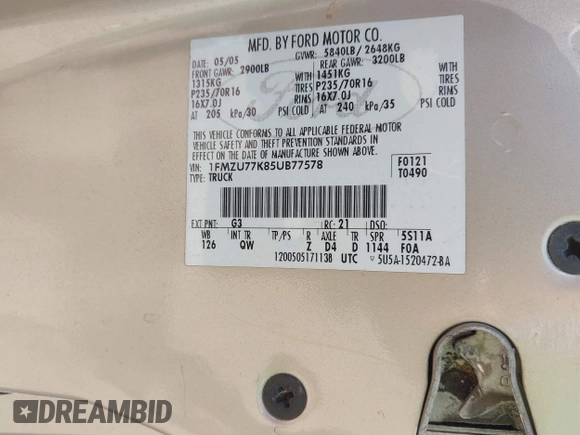 MFD. BY FORD MOTOR CO.
DATE: 05/05 GVWR: 5840LB/ 2648KG
FRONT GAWR: 2900LB REAR GAWR: 3200LB
1315KG WITH 1451KG WITH
P235/70R16 TIRES P235/70R16 TIRES
16X7.0J RIMS 16X7.0J RIMS
AT 205 kPa/30 PSI COLD AT 240 kPa/35 PSI COLD
Ford
THIS VEHICLE CONFORMS TO ALL APPLICABLE FEDERAL MOTOR
VEHICLE SAFETY AND THEFT PREVENTION STANDARDS IN
EFFECT ON THE DATE OF MANUFACTURE SHOWN ABOVE.
VIN: 1FMZU77K85UB77578 F0121
TYPE: TRUCK T0490
EXT PNT: G3 RC: 21 DSO:
WB INT TR TP/PS R AXLE TR SPR 5S11A
126 QW Z D4 D 1144 F0A
120050517113B UTC 5U5A-1520472-BA
DREAMBID